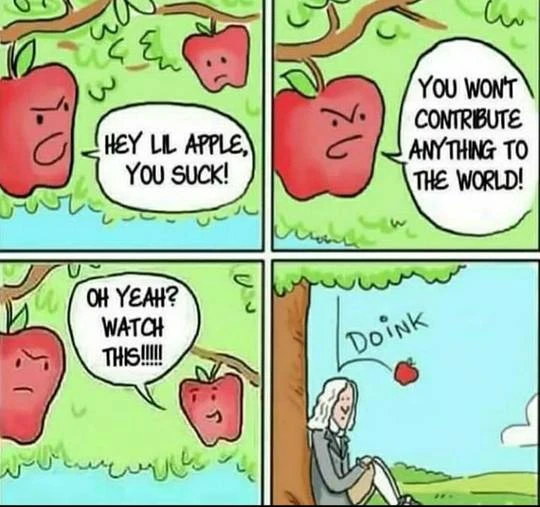 HEY LIL APPLE,
YOU SUCK!
YOU WON'T
CONTRIBUTE
ANYTHING TO
THE WORLD!
OH YEAH?
WATCH
THIS!!!!!
DOINK